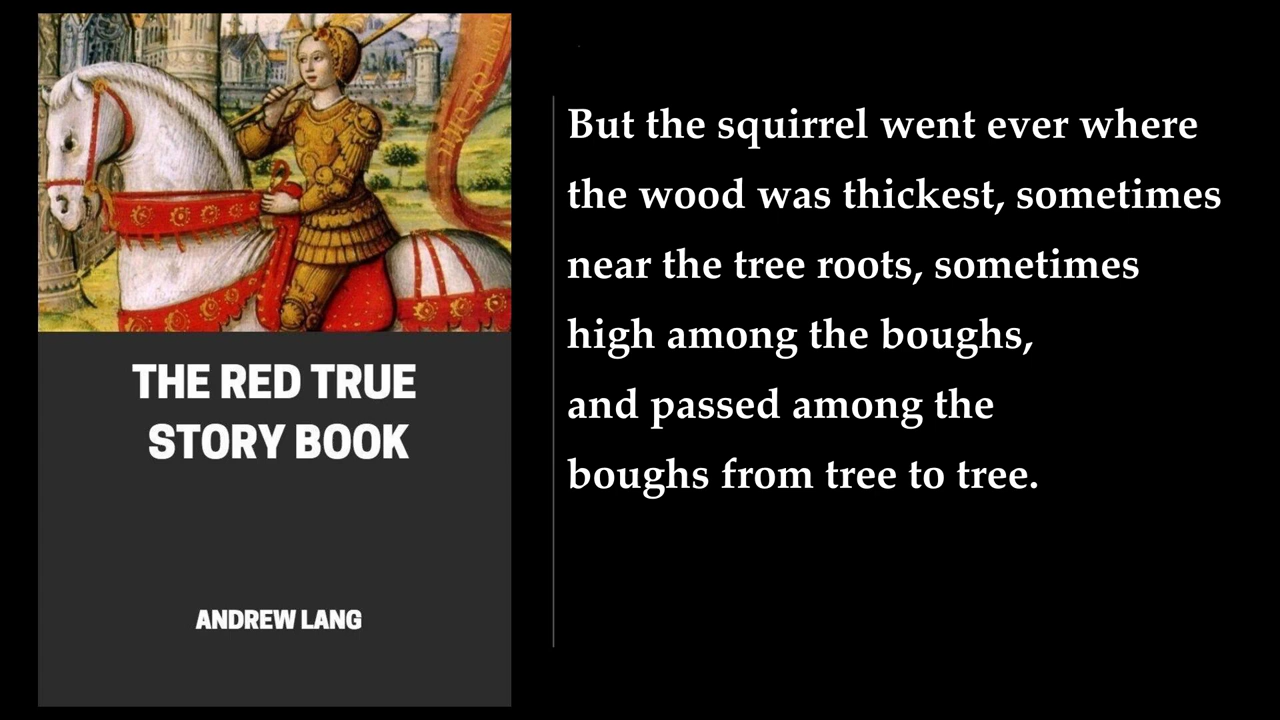 THE RED TRUE
STORY BOOK
ANDREW LANG
But the squirrel went ever where
the wood was thickest, sometimes
near the tree roots, sometimes
high among the boughs,
and passed among the
boughs from tree to tree.